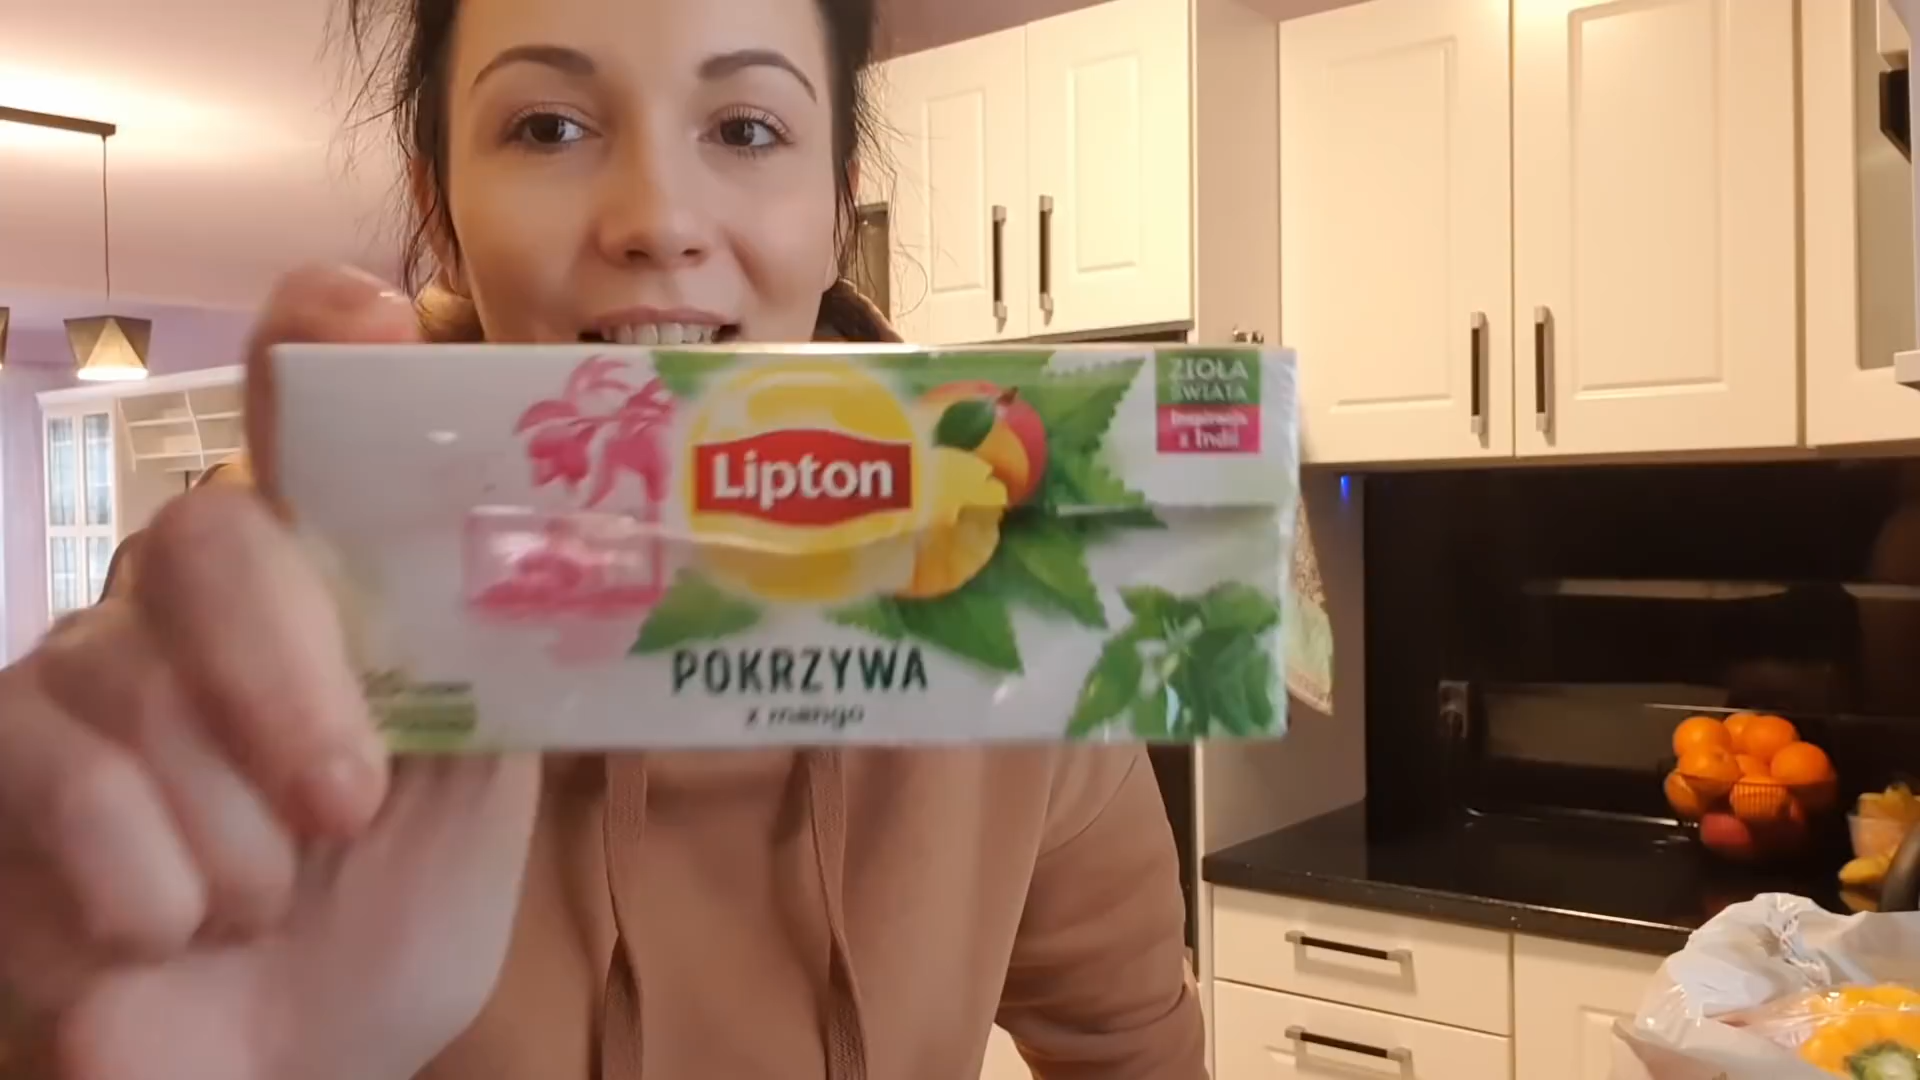 Lipton
ZIOŁA
ŚWIATA
Inspiracja
z Indii
POKRZYWA
z mango